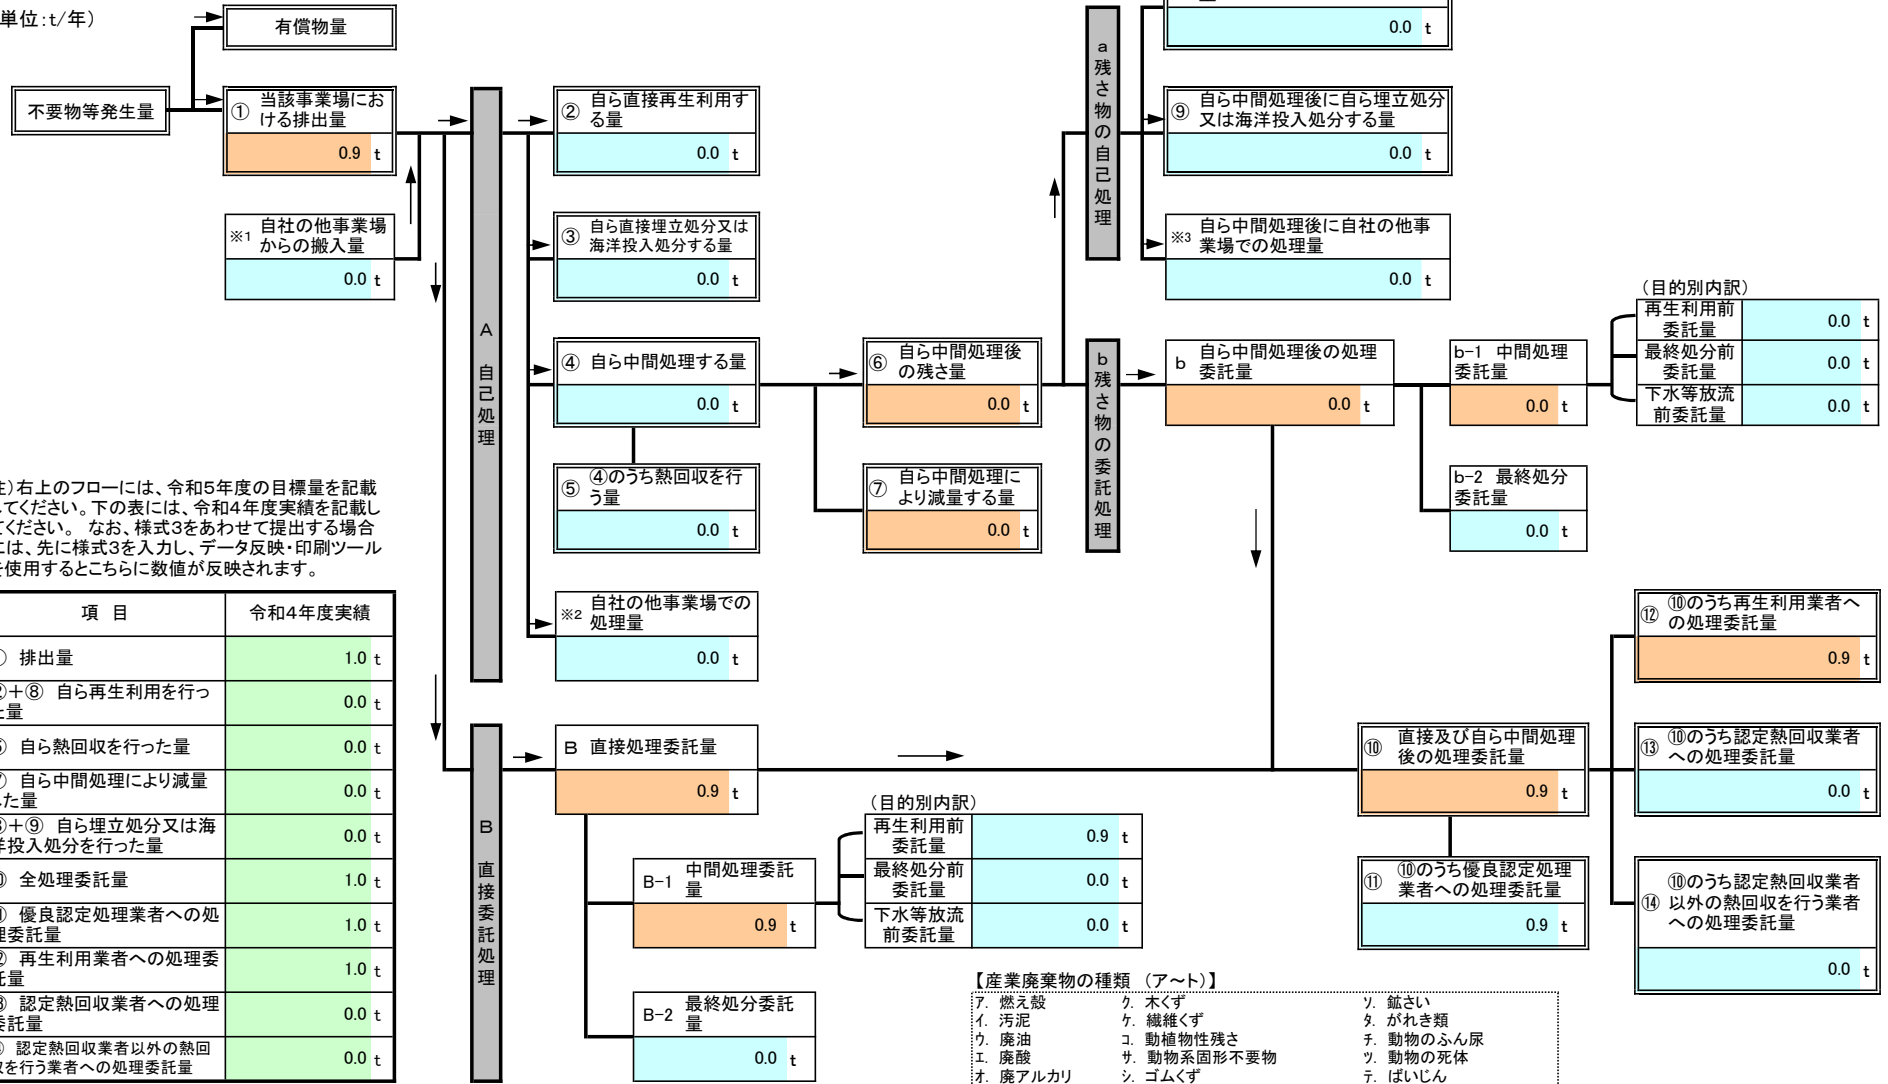 単位:t/年）
有償物量
不要物等発生量
① 当該事業場にお
ける排出量
0.9 t
※1 自社の他事業場
からの搬入量
0.0 t
A 自己処理
② 自ら直接再生利用す
る量
0.0 t
③ 自ら直接埋立処分又は
海洋投入処分する量
0.0 t
④ 自ら中間処理する量
0.0 t
⑤ ④のうち熱回収を行
う量
0.0 t
※2 自社の他事業場での
処理量
0.0 t
⑥ 自ら中間処理後
の残さ量
0.0 t
⑦ 自ら中間処理に
より減量する量
0.0 t
a 残さ物の自己処理
0.0 t
⑨ 自ら中間処理後に自ら埋立処分
又は海洋投入処分する量
0.0 t
※3 自ら中間処理後に自社の他事
業場での処理量
0.0 t
b 残さ物の委託処理
b 自ら中間処理後の処理
委託量
0.0 t
b-1 中間処理
委託量
0.0 t
b-2 最終処分
委託量
0.0 t
（目的別内訳）
再生利用前
委託量
0.0 t
最終処分前
委託量
0.0 t
下水等放流
前委託量
0.0 t
）右上のフローには、令和5年度の目標量を記載
してください。下の表には、令和4年度実績を記載し
てください。 なお、様式3をあわせて提出する場合
には、先に様式3を入力し、データ反映・印刷ツール
を使用するとこちらに数値が反映されます。
項 目 令和4年度実績
排出量 1.0 t
＋⑧ 自ら再生利用を行っ
た量 0.0 t
自ら熱回収を行った量 0.0 t
自ら中間処理により減量
した量 0.0 t
＋⑨ 自ら埋立処分又は海
洋投入処分を行った量 0.0 t
全処理委託量 1.0 t
優良認定処理業者への処
理委託量 1.0 t
再生利用業者への処理委
託量 1.0 t
認定熱回収業者への処理
委託量 0.0 t
認定熱回収業者以外の熱回
収を行う業者への処理委託量 0.0 t
B 直接委託処理
B 直接処理委託量
0.9 t
B-1 中間処理委託
量
0.9 t
B-2 最終処分委託
量
0.0 t
（目的別内訳）
再生利用前
委託量
0.9 t
最終処分前
委託量
0.0 t
下水等放流
前委託量
0.0 t
⑩ 直接及び自ら中間処理
後の処理委託量
0.9 t
⑪ ⑩のうち優良認定処理
業者への処理委託量
0.9 t
⑫ ⑩のうち再生利用業者へ
の処理委託量
0.9 t
⑬ ⑩のうち認定熱回収業者
への処理委託量
0.0 t
⑭ ⑩のうち認定熱回収業者
以外の熱回収を行う業者
への処理委託量
0.0 t
【産業廃棄物の種類 （ア～ト）】
ア. 燃え殻 ク. 木くず ソ. 鉱さい
イ. 汚泥 ケ. 繊維くず タ. がれき類
ウ. 廃油 コ. 動植物性残さ チ. 動物のふん尿
エ. 廃酸 サ. 動物系固形不要物 ツ. 動物の死体
オ. 廃アルカリ シ. ゴムくず テ. ばいじん